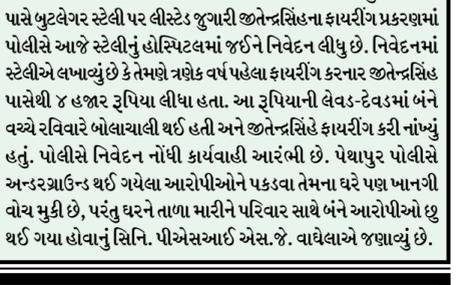 પાસે બુટલેગર સ્ટેલી પર લીસ્ટેડ જુગારી જીતેન્દ્રસિંહના ફાયરીંગ પ્રકરણમાં
પોલીસે આજે સ્ટેલીનું હોસ્પિટલમાં જઈને નિવેદન લીધુ છે. નિવેદનમાં
સ્ટેલીએ લખાવ્યું છે કે તેમણે ત્રણેક વર્ષ પહેલા ફાયરીંગ કરનાર જીતેન્દ્રસિંહ
પાસેથી ૪ હજાર રૂપિયા લીધા હતા. આ રૂપિયાની લેવડ-દેવડમાં બંને
વચ્ચે રવિવારે બોલાચાલી થઈ હતી અને જીતેન્દ્રસિંહે ફાયરીંગ કરી નાંખ્યું
હતું. પોલીસે નિવેદન નોંધી કાર્યવાહી આરંભી છે. પેથાપુર પોલીસે
અન્ડરગ્રાઉન્ડ થઈ ગયેલા આરોપીઓને પકડવા તેમના ઘરે પણ ખાનગી
વોચ મુકી છે, પરંતુ ઘરને તાળા મારીને પરિવાર સાથે બંને આરોપીઓ છુ
થઈ ગયા હોવાનું સિનિ. પીએસઆઈ એસ.જે. વાઘેલાએ જણાવ્યું છે.